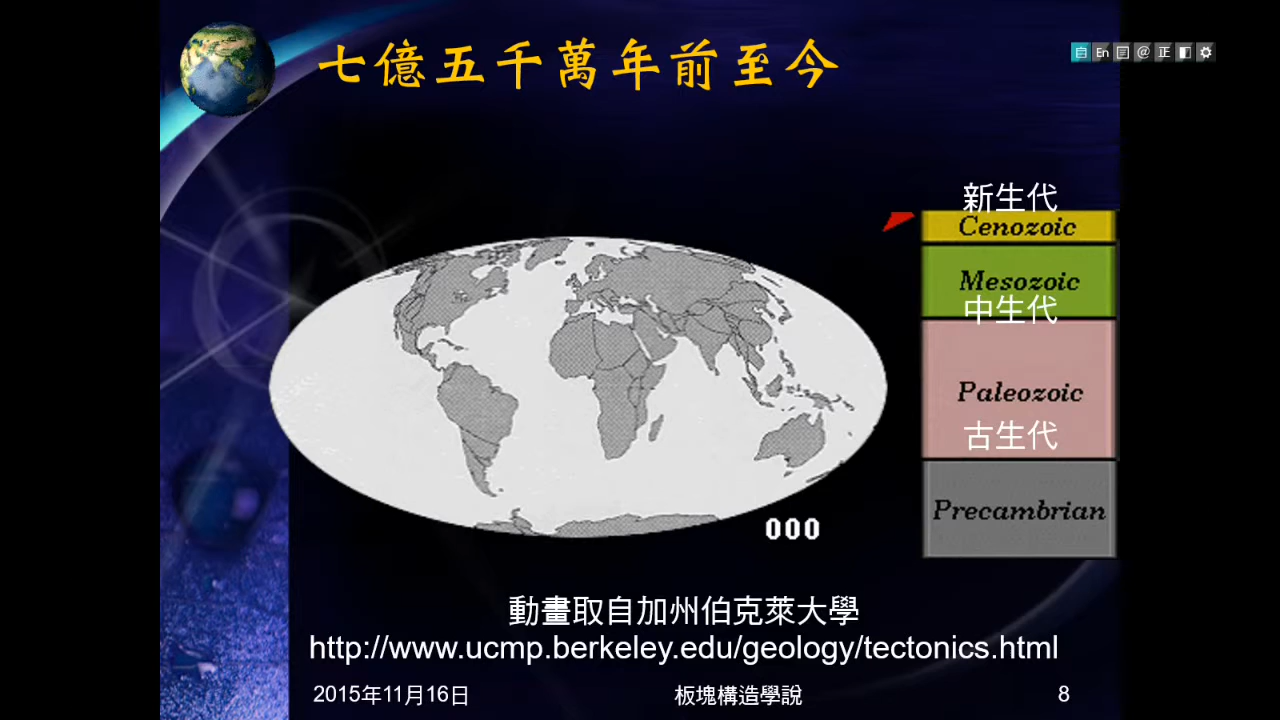 七億五千萬年前至今
自 En @ 正
新生代
Cenozoic
Mesozoic
中生代
Paleozoic
古生代
Precambrian
000
動畫取自加州伯克萊大學
http://www.ucmp.berkeley.edu/geology/tectonics.html
2015年11月16日 板塊構造學說 8